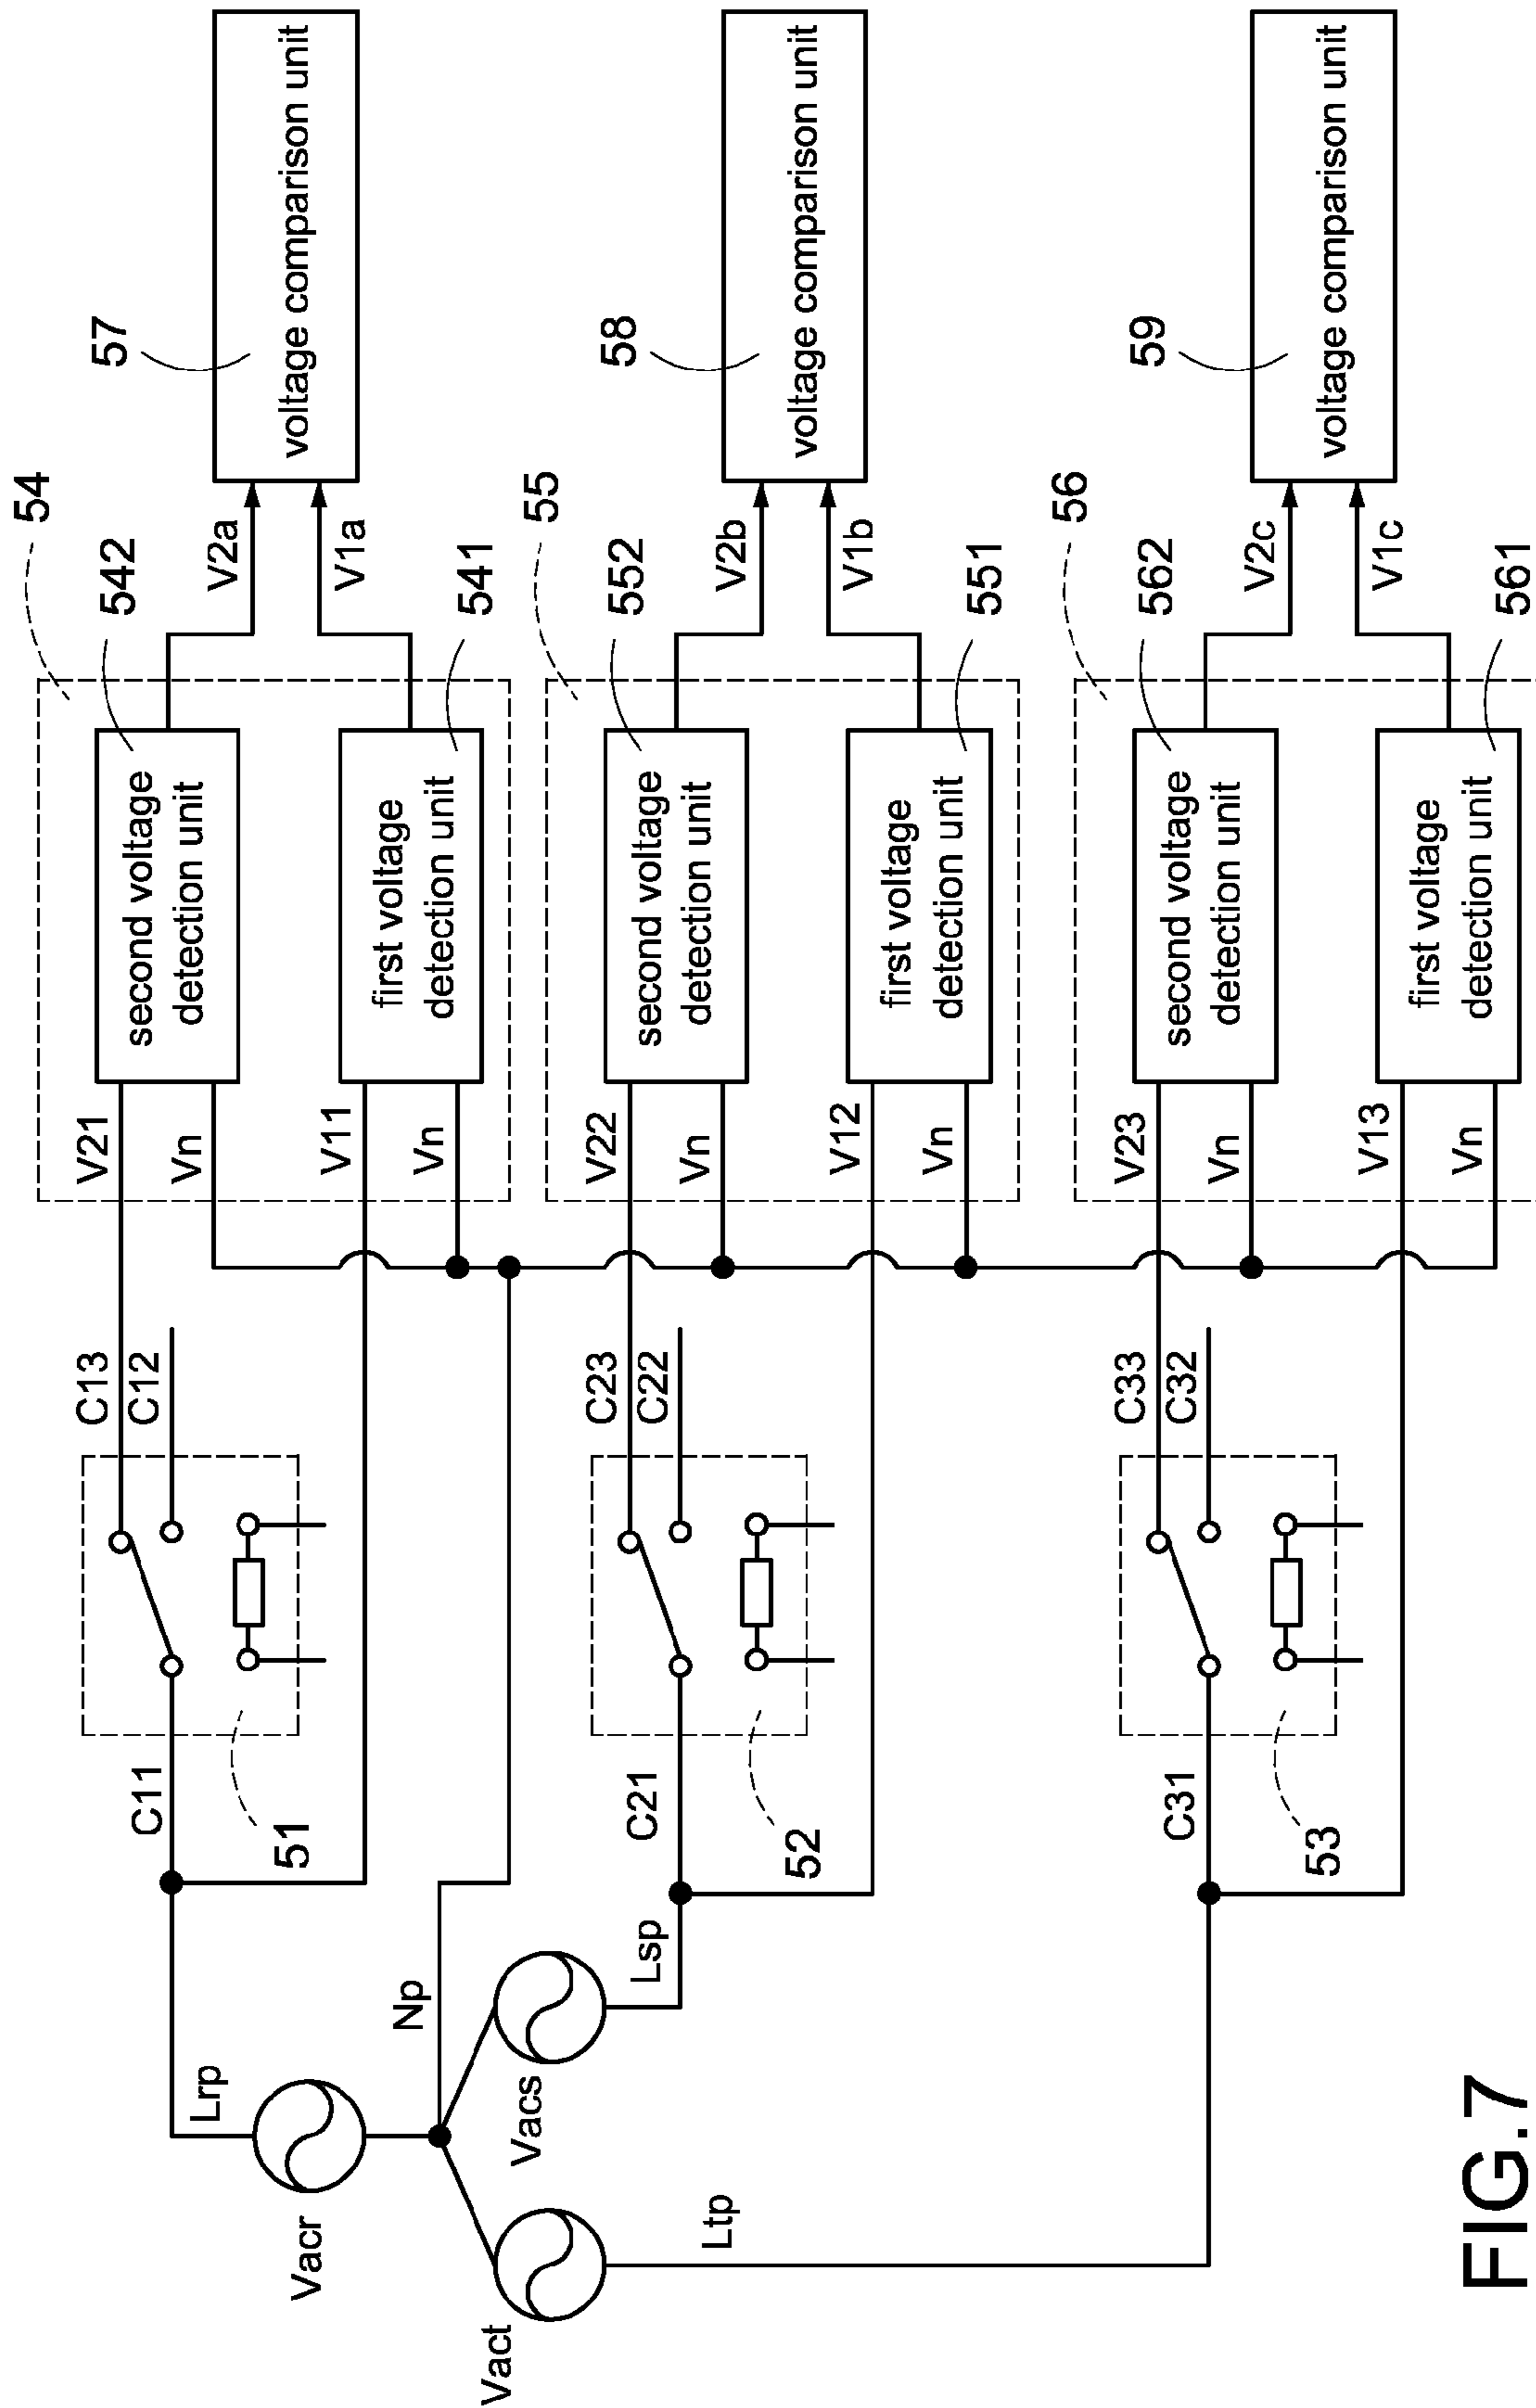 Vact
Vacr
Vacs
Lrp
Np
Lsp
Ltp
C11
51
C13
C12
V21
Vn
V11
Vn
second voltage
detection unit
542
first voltage
detection unit
541
54
V2a
V1a
57
voltage comparison unit
C21
52
C23
C22
V22
Vn
V12
Vn
second voltage
detection unit
552
first voltage
detection unit
551
55
V2b
V1b
58
voltage comparison unit
C31
53
C33
C32
V23
Vn
V13
Vn
second voltage
detection unit
562
first voltage
detection unit
561
56
V2c
V1c
59
voltage comparison unit
FIG.7